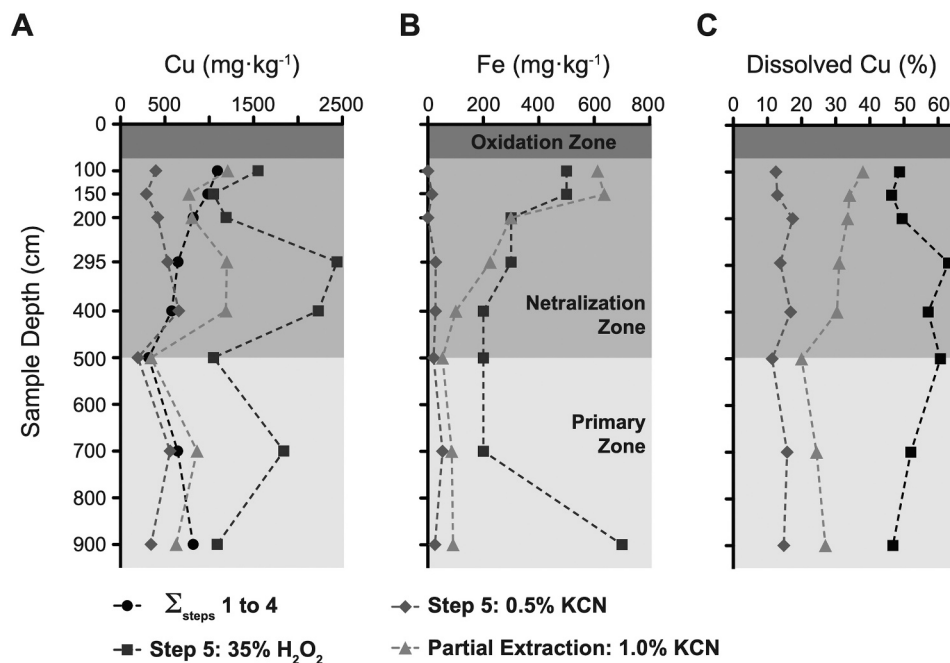 A
B
C
Cu (mg·kg⁻¹)
Fe (mg·kg⁻¹)
Dissolved Cu (%)
0 500 1500 2500
0 200 400 600 800
0 10 20 30 40 50 60
Sample Depth (cm)
0
100
150
200
295
400
500
600
700
800
900
Oxidation Zone
Netralization
Zone
Primary
Zone
Σsteps 1 to 4
Step 5: 0.5% KCN
Step 5: 35% H₂O₂
Partial Extraction: 1.0% KCN